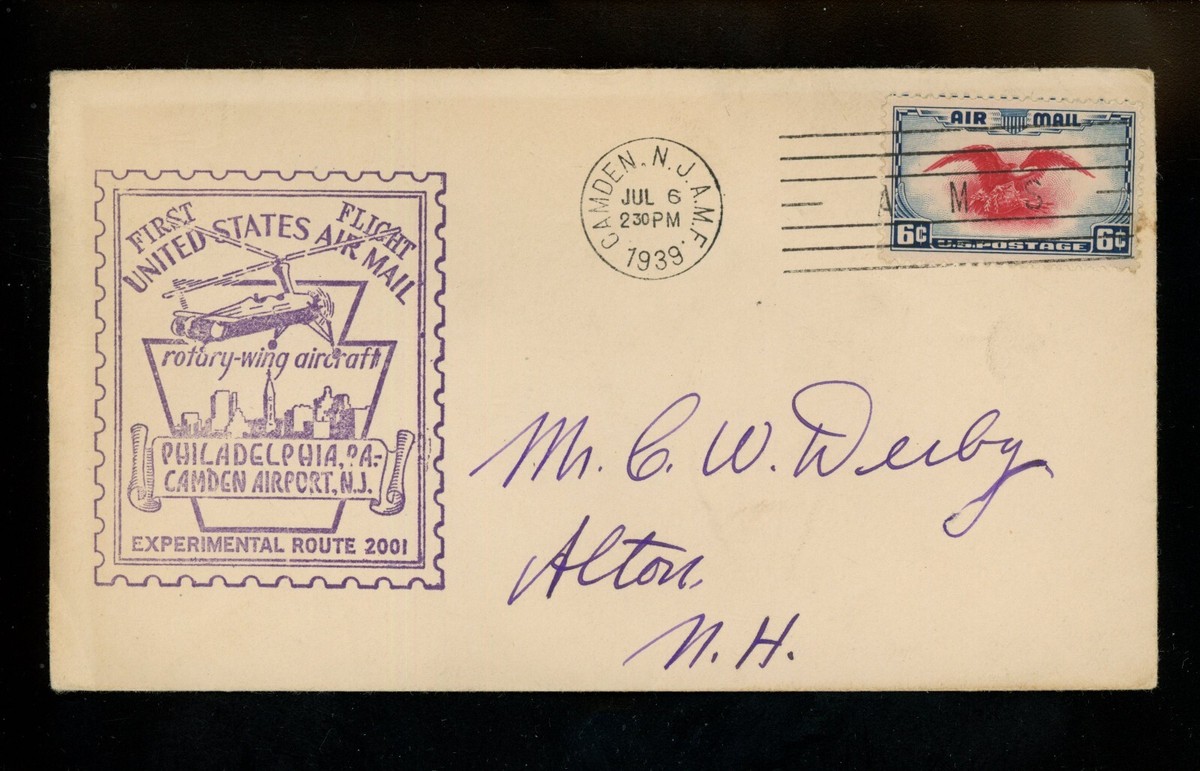 FIRST FLIGHT
UNITED STATES AIR MAIL
rotary-wing aircraft
PHILADELPHIA, PA.-
CAMDEN AIRPORT, N.J.
EXPERIMENTAL ROUTE 2001
CAMDEN, N.J. A.M.F.
JUL 6
230PM
1939
AIR MAIL
A M S
6¢ U.S. POSTAGE 6¢
Mr. C. W. Derby
Alton,
N. H.